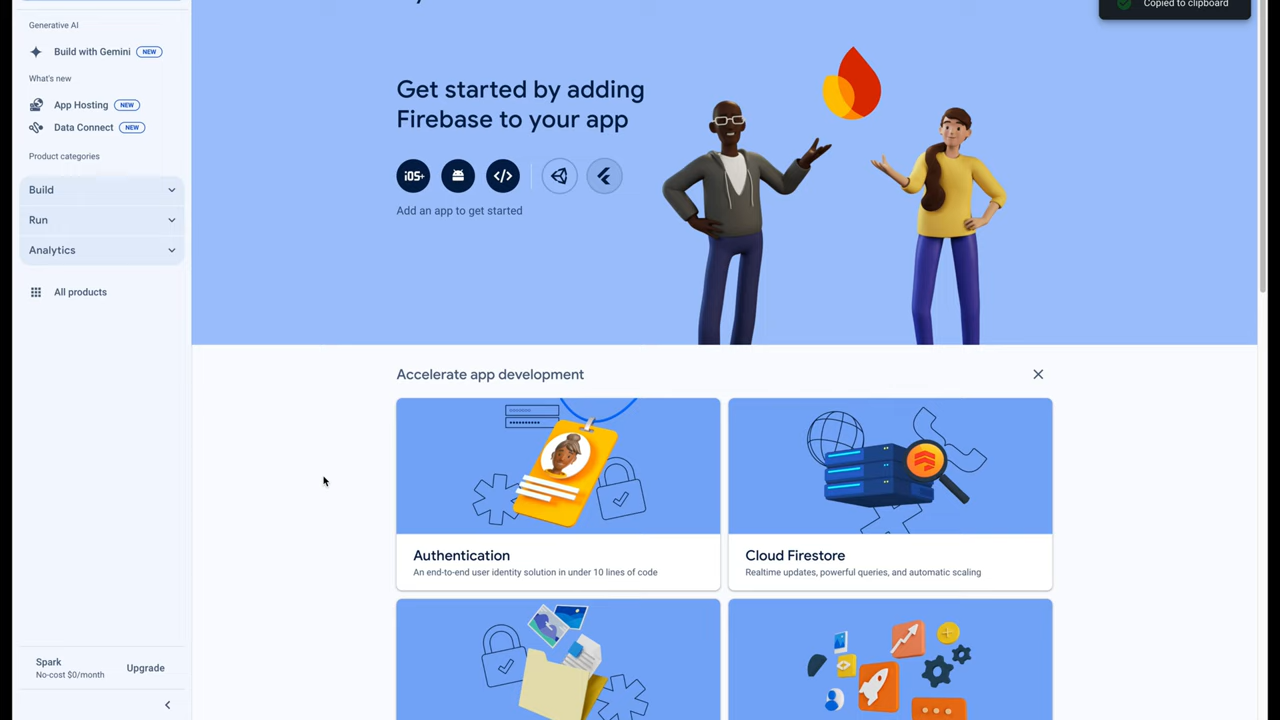 Copied to clipboard
Generative AI
Build with Gemini NEW
What's new
App Hosting NEW
Data Connect NEW
Product categories
Build
Run
Analytics
All products
Spark
No-cost $0/month
Upgrade
Get started by adding
Firebase to your app
iOS+
Add an app to get started
Accelerate app development
Authentication
An end-to-end user identity solution in under 10 lines of code
Cloud Firestore
Realtime updates, powerful queries, and automatic scaling